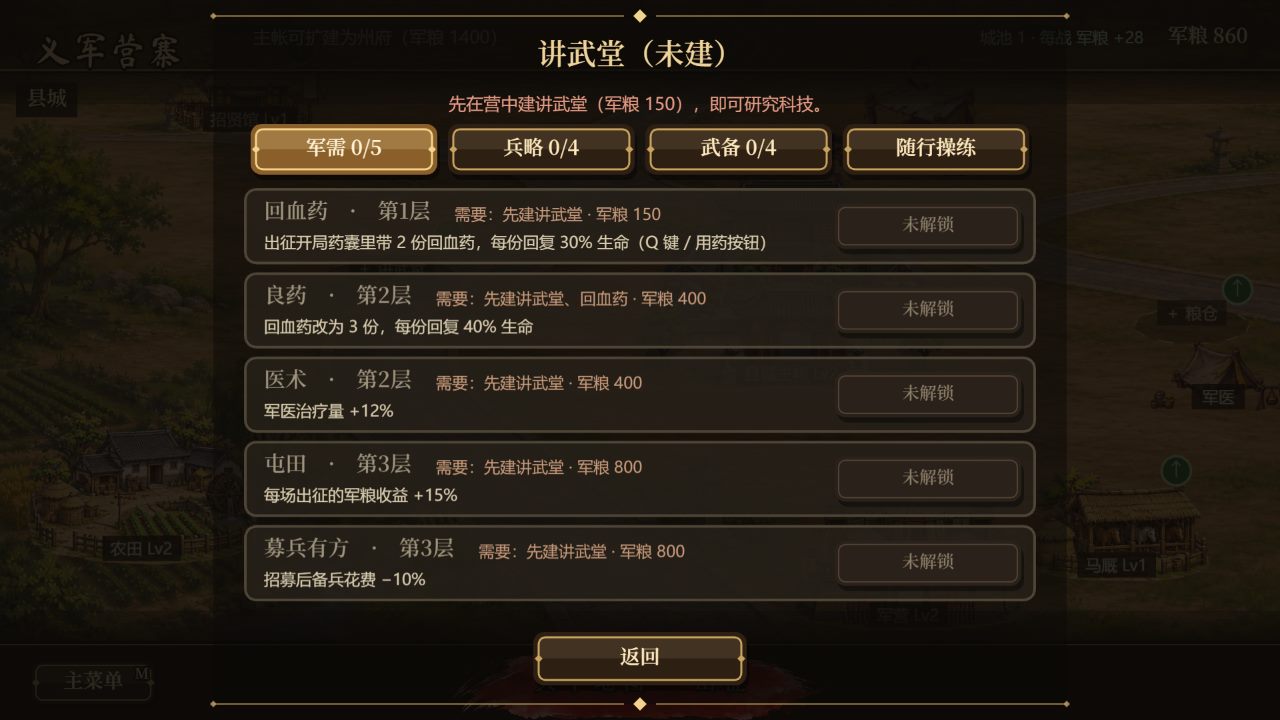 义军营寨
主帐可扩建为州府（军粮 1400）
城池 1 · 每战 军粮 +28
军粮 860
讲武堂（未建）
县城
招贤馆 Lv1
先在营中建讲武堂（军粮 150），即可研究科技。
军需 0/5
兵略 0/4
武备 0/4
随行操练
回血药 · 第1层 需要：先建讲武堂 · 军粮 150
出征开局药囊里带 2 份回血药，每份回复 30% 生命（Q 键 / 用药按钮）
未解锁
良药 · 第2层 需要：先建讲武堂、回血药 · 军粮 400
回血药改为 3 份，每份回复 40% 生命
未解锁
+ 粮仓
医术 · 第2层 需要：先建讲武堂 · 军粮 400
军医治疗量 +12%
未解锁
军医
屯田 · 第3层 需要：先建讲武堂 · 军粮 800
每场出征的军粮收益 +15%
未解锁
募兵有方 · 第3层 需要：先建讲武堂 · 军粮 800
招募后备兵花费 −10%
未解锁
农田 Lv2
马厩 Lv1
军营 Lv2
返回
主菜单